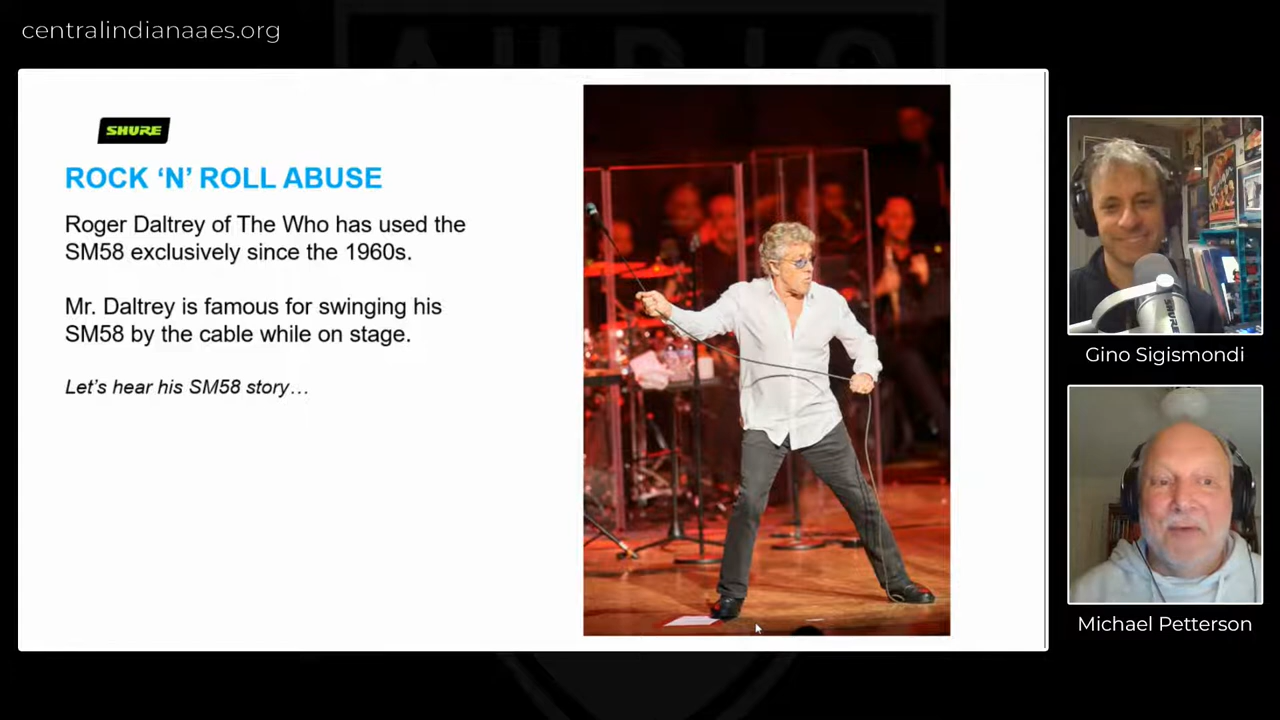 centralindianaaes.org
AUDIO
SHURE
ROCK ‘N’ ROLL ABUSE
Roger Daltrey of The Who has used the
SM58 exclusively since the 1960s.
Mr. Daltrey is famous for swinging his
SM58 by the cable while on stage.
Let’s hear his SM58 story…
SHURE
Gino Sigismondi
Michael Petterson